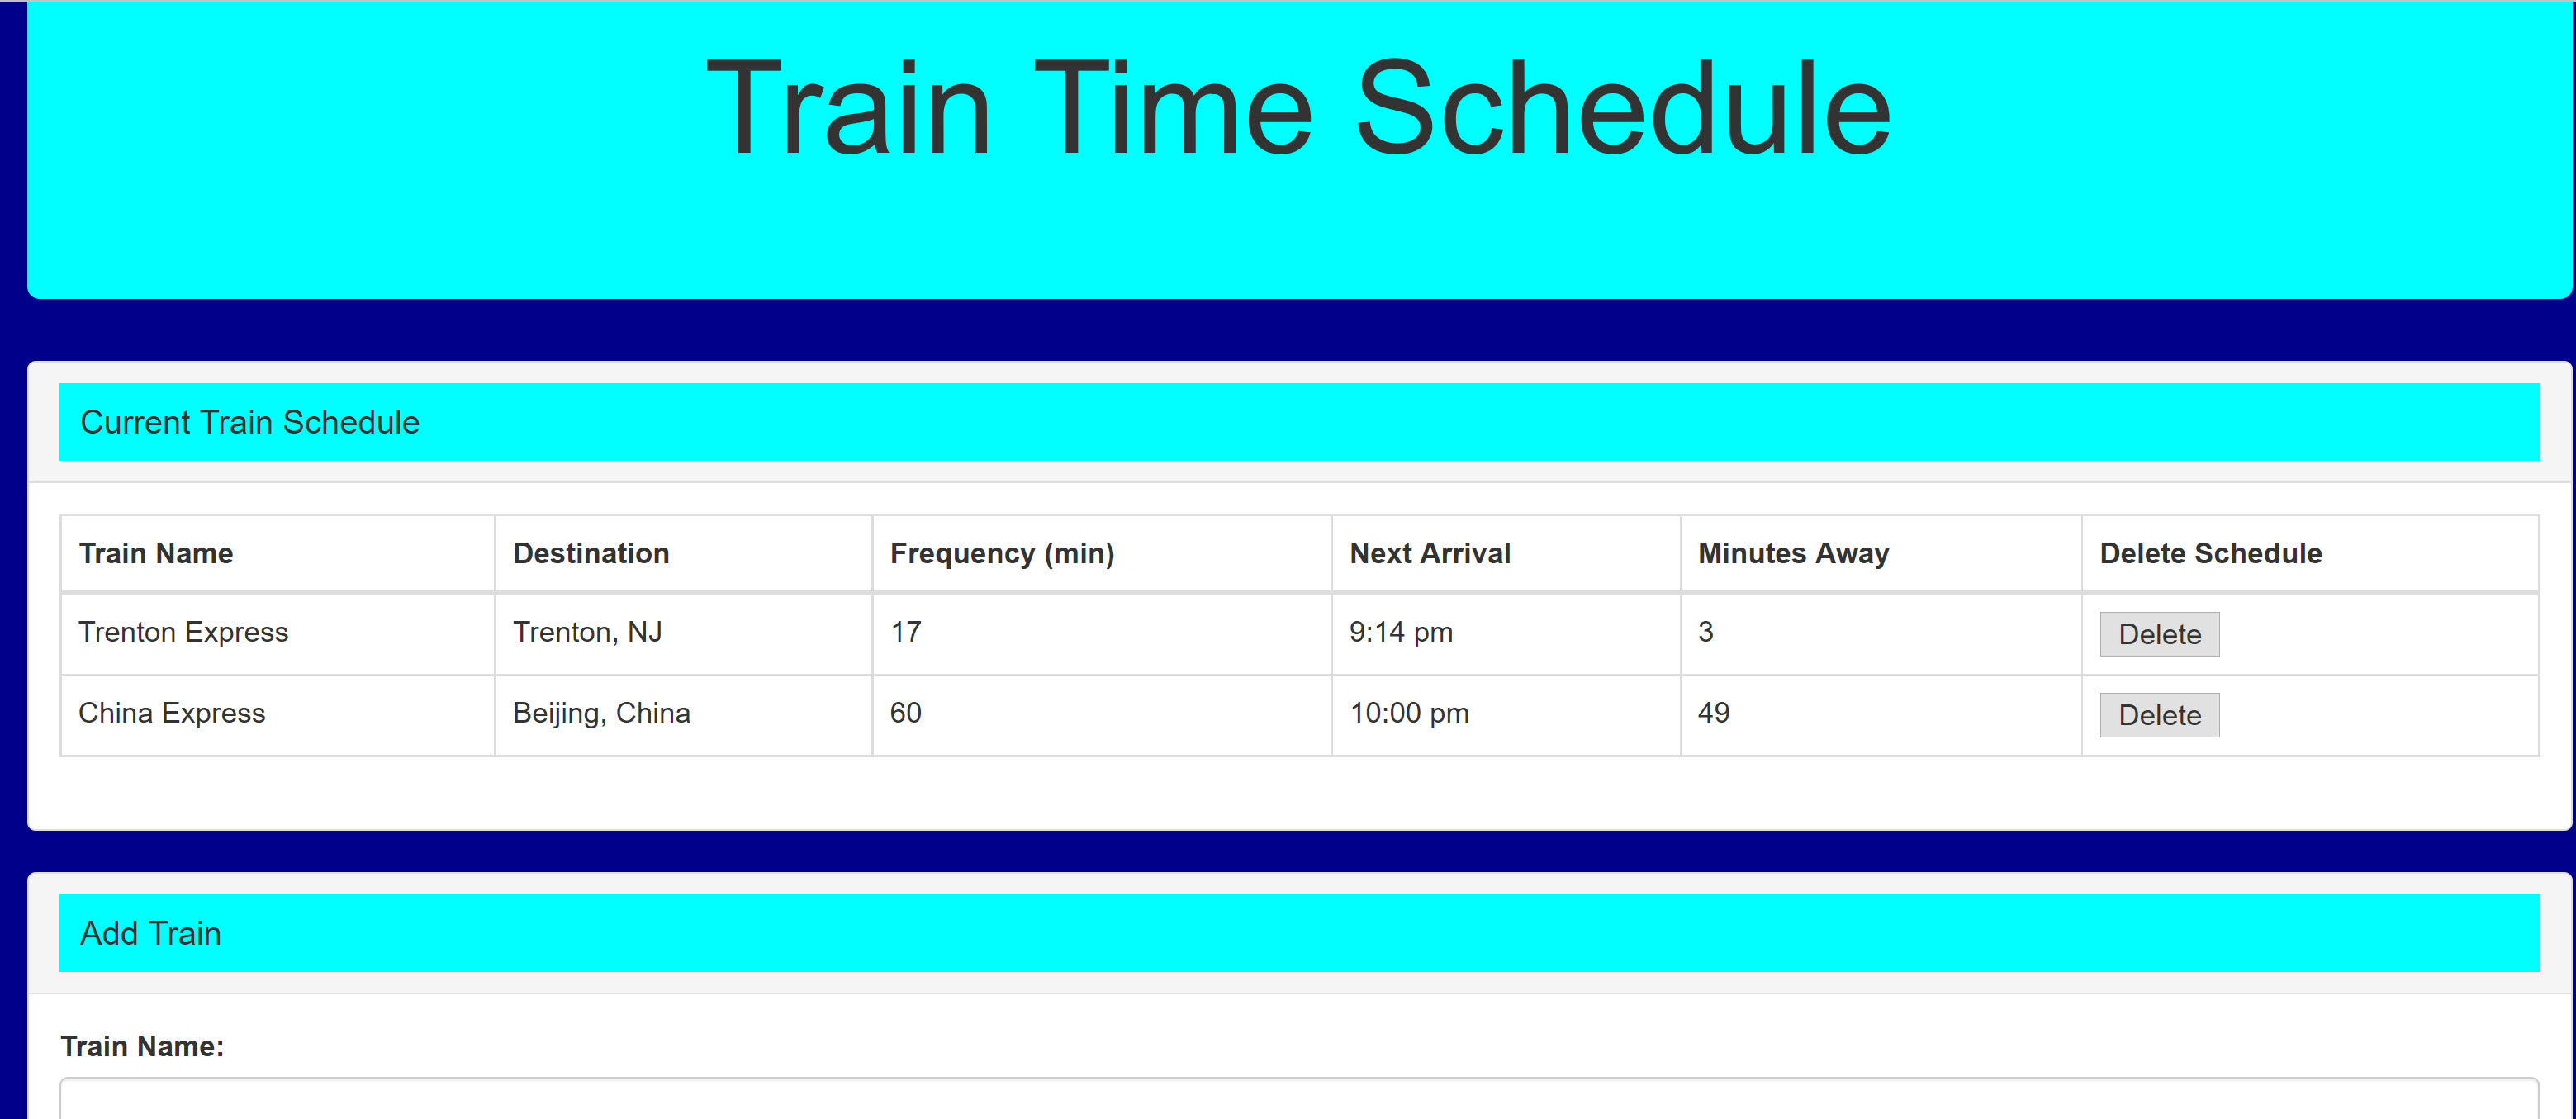 Train Time Schedule
Current Train Schedule
Train Name Destination Frequency (min) Next Arrival Minutes Away Delete Schedule
Trenton Express Trenton, NJ 17 9:14 pm 3 Delete
China Express Beijing, China 60 10:00 pm 49 Delete
Add Train
Train Name: